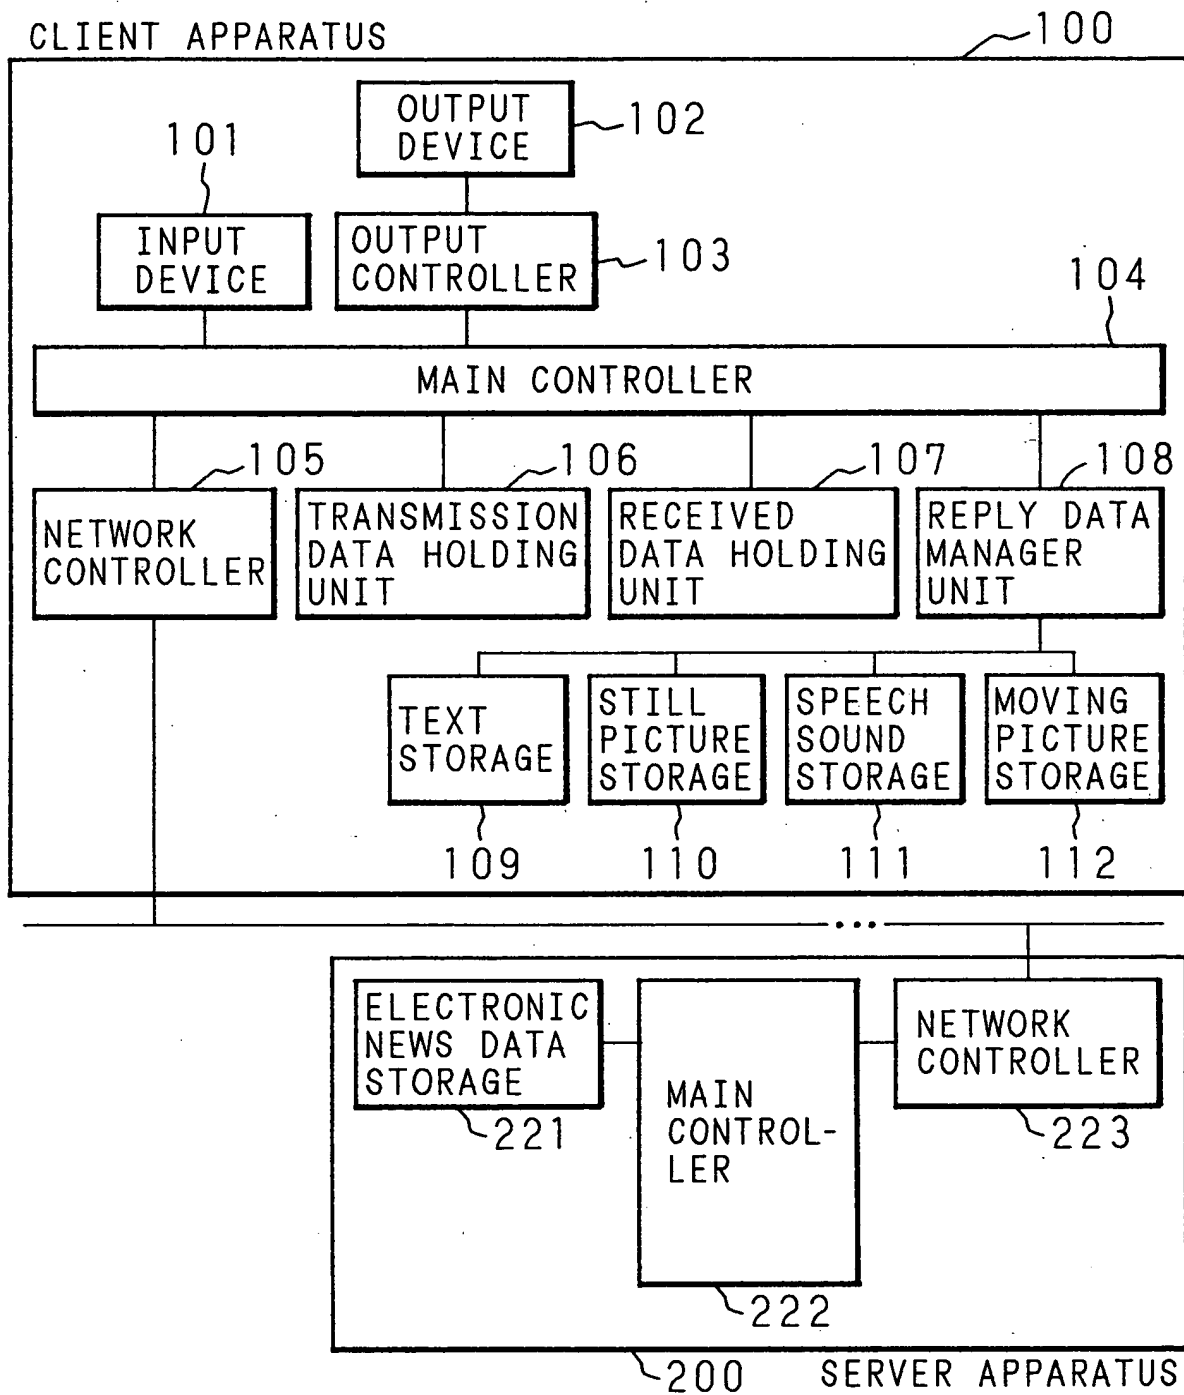 CLIENT APPARATUS
100
OUTPUT
DEVICE
102
101
INPUT
DEVICE
OUTPUT
CONTROLLER
103
104
MAIN CONTROLLER
105
106
107
108
NETWORK
CONTROLLER
TRANSMISSION
DATA HOLDING
UNIT
RECEIVED
DATA HOLDING
UNIT
REPLY DATA
MANAGER
UNIT
TEXT
STORAGE
STILL
PICTURE
STORAGE
SPEECH
SOUND
STORAGE
MOVING
PICTURE
STORAGE
109
110
111
112
...
ELECTRONIC
NEWS DATA
STORAGE
221
MAIN
CONTROL-
LER
222
NETWORK
CONTROLLER
223
200
SERVER APPARATUS